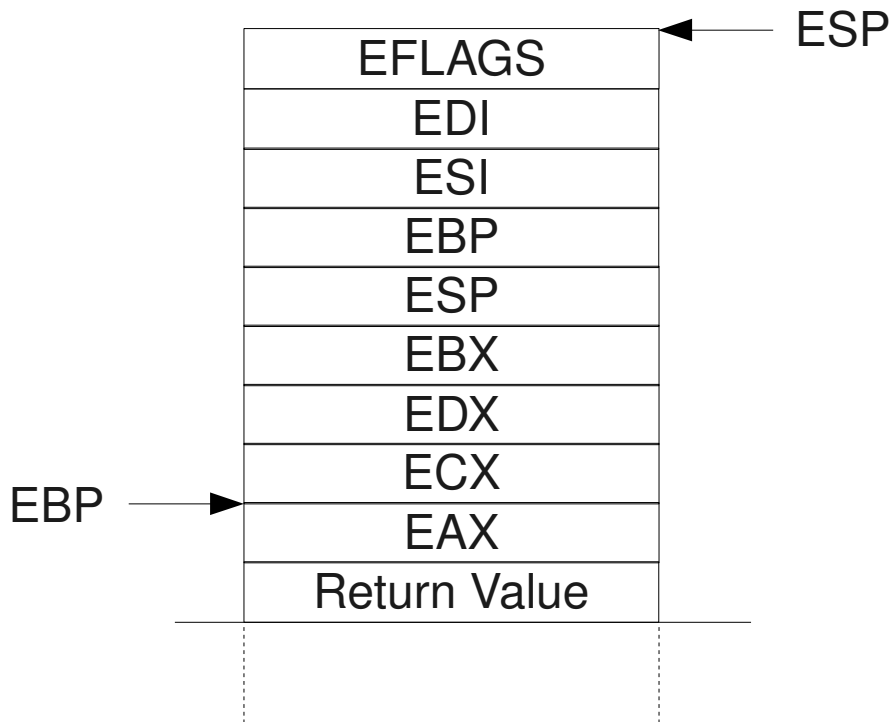 ESP
EFLAGS
EDI
ESI
EBP
ESP
EBX
EDX
ECX
EBP
EAX
Return Value